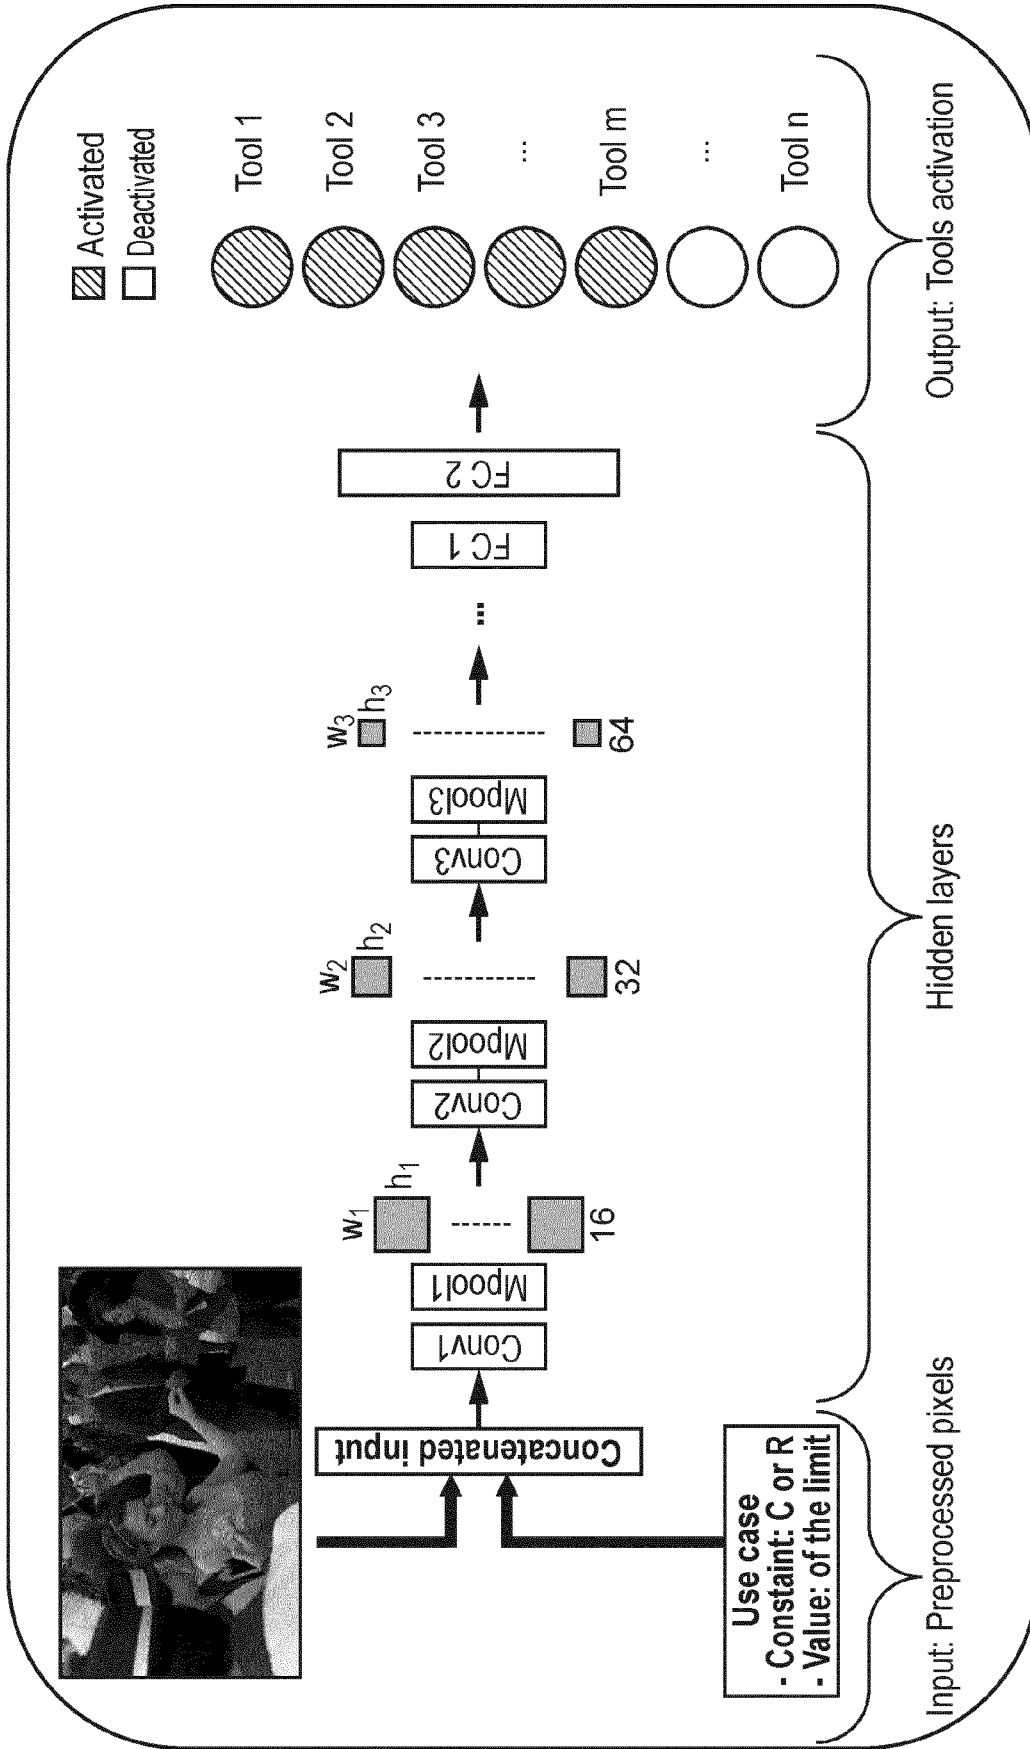 Activated
Deactivated
Tool 1
Tool 2
Tool 3
...
Tool m
...
Tool n
Concatenated input
Use case
- Constaint: C or R
- Value: of the limit
Conv1
Mpool1
w1
h1
16
Conv2
Mpool2
w2
h2
32
Conv3
Mpool3
w3
h3
64
...
FC 1
FC 2
Input: Preprocessed pixels
Hidden layers
Output: Tools activation